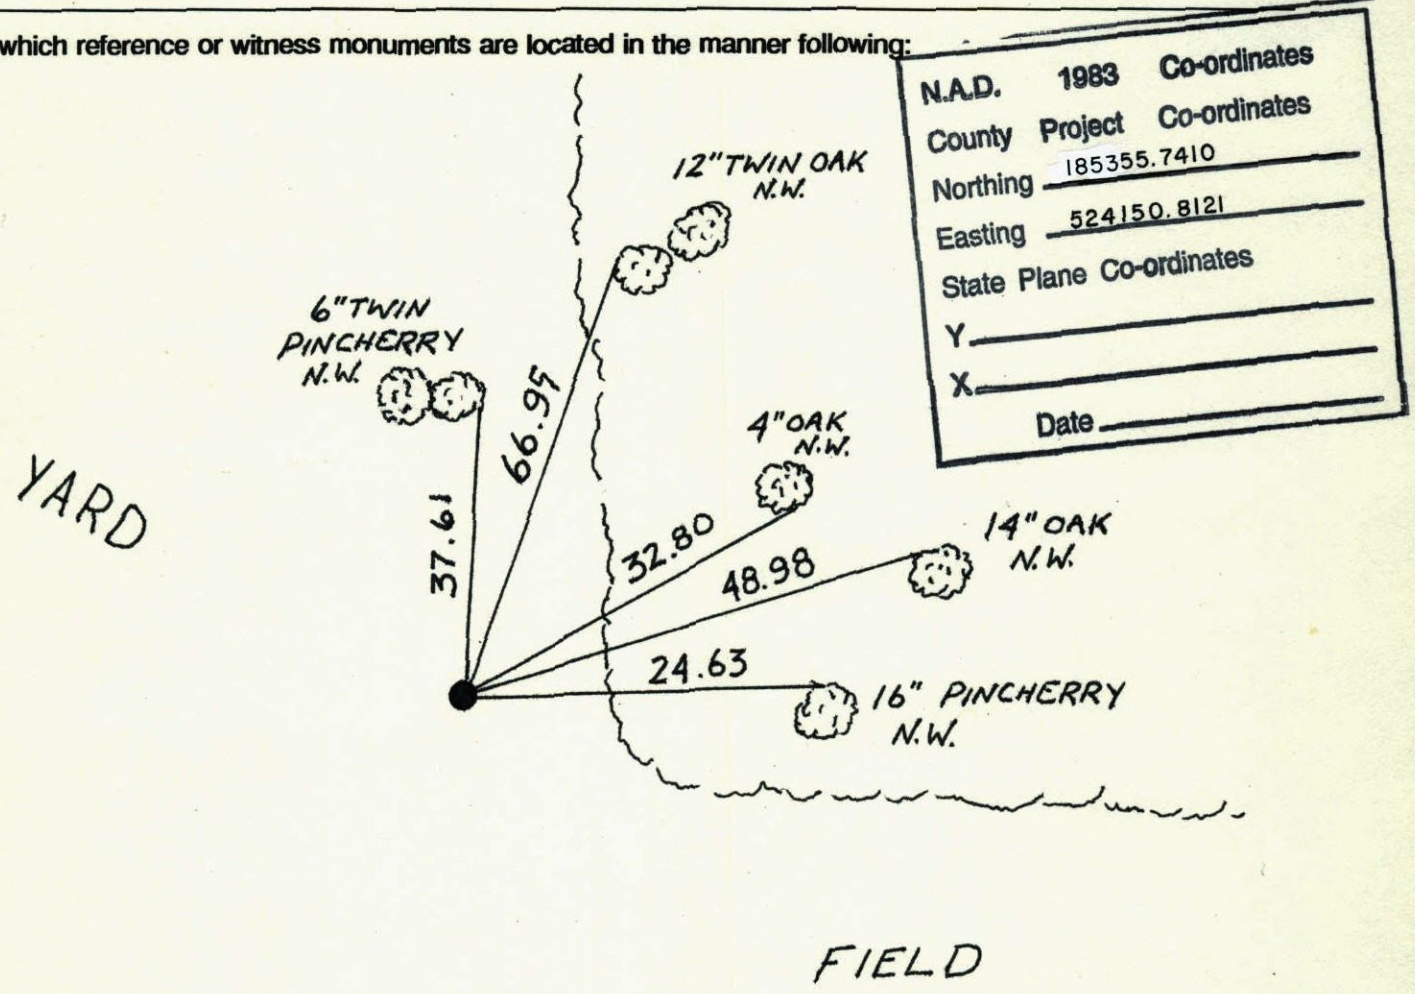 which reference or witness monuments are located in the manner following:
N.A.D. 1983 Co-ordinates
County Project Co-ordinates
Northing 185355.7410
Easting 524150.8121
State Plane Co-ordinates
Y
X
Date
12" TWIN OAK
N.W.
6" TWIN
PINCHERRY
N.W.
66.95
4" OAK
N.W.
YARD
37.61
32.80
14" OAK
N.W.
48.98
24.63
16" PINCHERRY
N.W.
FIELD